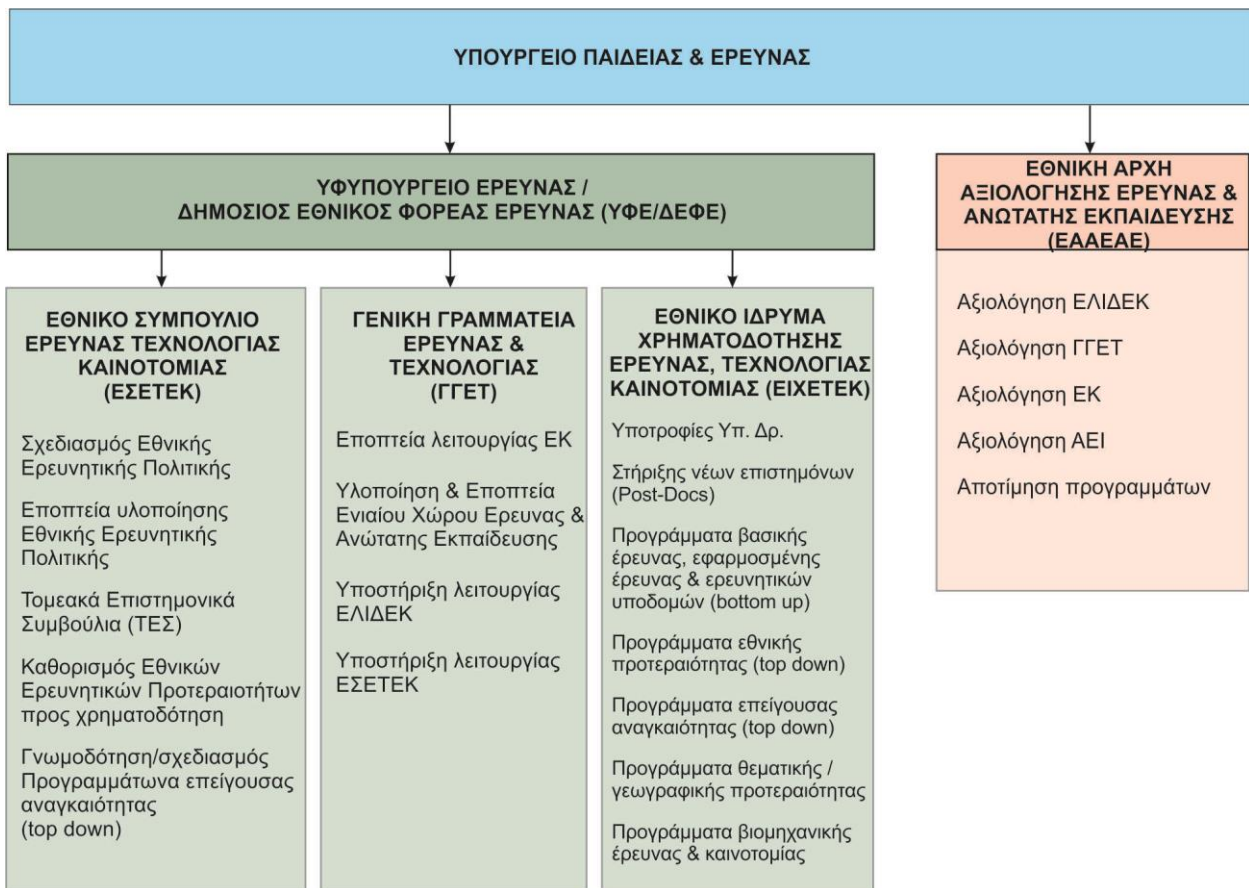 ΥΠΟΥΡΓΕΙΟ ΠΑΙΔΕΙΑΣ & ΕΡΕΥΝΑΣ
ΥΦΥΠΟΥΡΓΕΙΟ ΕΡΕΥΝΑΣ /
ΔΗΜΟΣΙΟΣ ΕΘΝΙΚΟΣ ΦΟΡΕΑΣ ΕΡΕΥΝΑΣ (ΥΦΕ/ΔΕΦΕ)
ΕΘΝΙΚΟ ΣΥΜΠΟΥΛΙΟ
ΕΡΕΥΝΑΣ ΤΕΧΝΟΛΟΓΙΑΣ
ΚΑΙΝΟΤΟΜΙΑΣ
(ΕΣΕΤΕΚ)
Σχεδιασμός Εθνικής
Ερευνητικής Πολιτικής
Εποπτεία υλοποίησης
Εθνικής Ερευνητικής
Πολιτικής
Τομεακά Επιστημονικά
Συμβούλια (ΤΕΣ)
Καθορισμός Εθνικών
Ερευνητικών Προτεραιοτήτων
προς χρηματοδότηση
Γνωμοδότηση/σχεδιασμός
Προγραμμάτωνα επείγουσας
αναγκαιότητας
(top down)
ΓΕΝΙΚΗ ΓΡΑΜΜΑΤΕΙΑ
ΕΡΕΥΝΑΣ &
ΤΕΧΝΟΛΟΓΙΑΣ
(ΓΓΕΤ)
Εποπτεία λειτουργίας ΕΚ
Υλοποίηση & Εποπτεία
Ενιαίου Χώρου Ερευνας &
Ανώτατης Εκπαίδευσης
Υποστήριξη λειτουργίας
ΕΛΙΔΕΚ
Υποστήριξη λειτουργίας
ΕΣΕΤΕΚ
ΕΘΝΙΚΟ ΙΔΡΥΜΑ
ΧΡΗΜΑΤΟΔΟΤΗΣΗΣ
ΕΡΕΥΝΑΣ, ΤΕΧΝΟΛΟΓΙΑΣ
ΚΑΙΝΟΤΟΜΙΑΣ (ΕΙΧΕΤΕΚ)
Υποτροφίες Υπ. Δρ.
Στήριξης νέων επιστημόνων
(Post-Docs)
Προγράμματα βασικής
έρευνας, εφαρμοσμένης
έρευνας & ερευνητικών
υποδομών (bottom up)
Προγράμματα εθνικής
προτεραιότητας (top down)
Προγράμματα επείγουσας
αναγκαιότητας (top down)
Προγράμματα θεματικής /
γεωγραφικής προτεραιότητας
Προγράμματα βιομηχανικής
έρευνας & καινοτομίας
ΕΘΝΙΚΗ ΑΡΧΗ
ΑΞΙΟΛΟΓΗΣΗΣ ΕΡΕΥΝΑΣ &
ΑΝΩΤΑΤΗΣ ΕΚΠΑΙΔΕΥΣΗΣ
(ΕΑΑΕΑΕ)
Αξιολόγηση ΕΛΙΔΕΚ
Αξιολόγηση ΓΓΕΤ
Αξιολόγηση ΕΚ
Αξιολόγηση ΑΕΙ
Αποτίμηση προγραμμάτων